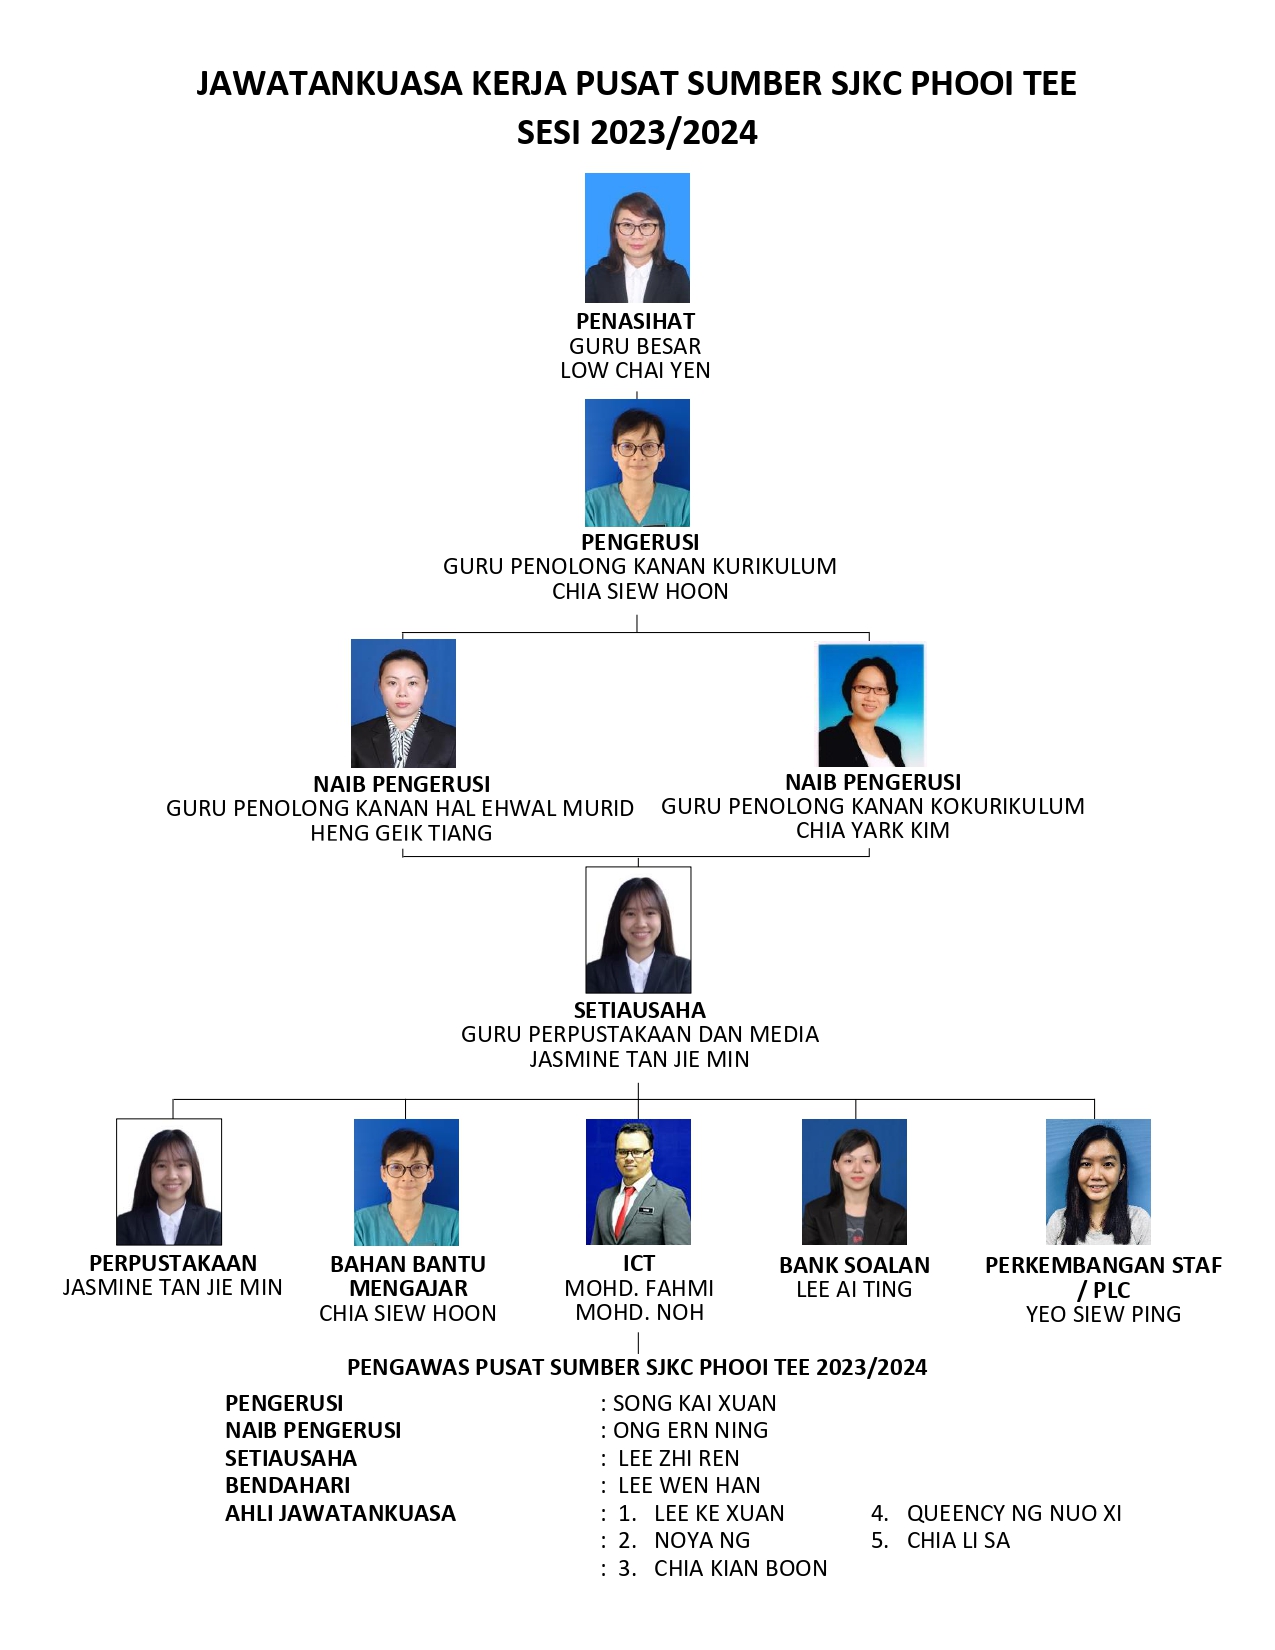 JAWATANKUASA KERJA PUSAT SUMBER SJKC PHOOI TEE
SESI 2023/2024
PENASIHAT
GURU BESAR
LOW CHAI YEN
PENGERUSI
GURU PENOLONG KANAN KURIKULUM
CHIA SIEW HOON
NAIB PENGERUSI
GURU PENOLONG KANAN HAL EHWAL MURID
HENG GEIK TIANG
NAIB PENGERUSI
GURU PENOLONG KANAN KOKURIKULUM
CHIA YARK KIM
SETIAUSAHA
GURU PERPUSTAKAAN DAN MEDIA
JASMINE TAN JIE MIN
PERPUSTAKAAN
JASMINE TAN JIE MIN
BAHAN BANTU
MENGAJAR
CHIA SIEW HOON
ICT
MOHD. FAHMI
MOHD. NOH
BANK SOALAN
LEE AI TING
PERKEMBANGAN STAF
/ PLC
YEO SIEW PING
PENGAWAS PUSAT SUMBER SJKC PHOOI TEE 2023/2024
PENGERUSI : SONG KAI XUAN
NAIB PENGERUSI : ONG ERN NING
SETIAUSAHA : LEE ZHI REN
BENDAHARI : LEE WEN HAN
AHLI JAWATANKUASA : 1. LEE KE XUAN 4. QUEENCY NG NUO XI
: 2. NOYA NG 5. CHIA LI SA
: 3. CHIA KIAN BOON